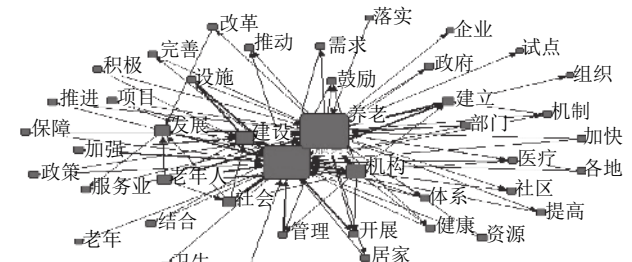 改革
落实
企业
推动
需求
完善
试点
政府
积极
设施
鼓励
组织
推进
项目
养老
建立
机制
保障
发展
建设
部门
加快
加强
医疗
政策
机构
各地
老年人
服务业
社会
体系
社区
提高
结合
管理
开展
健康
资源
老年
居家
卫生